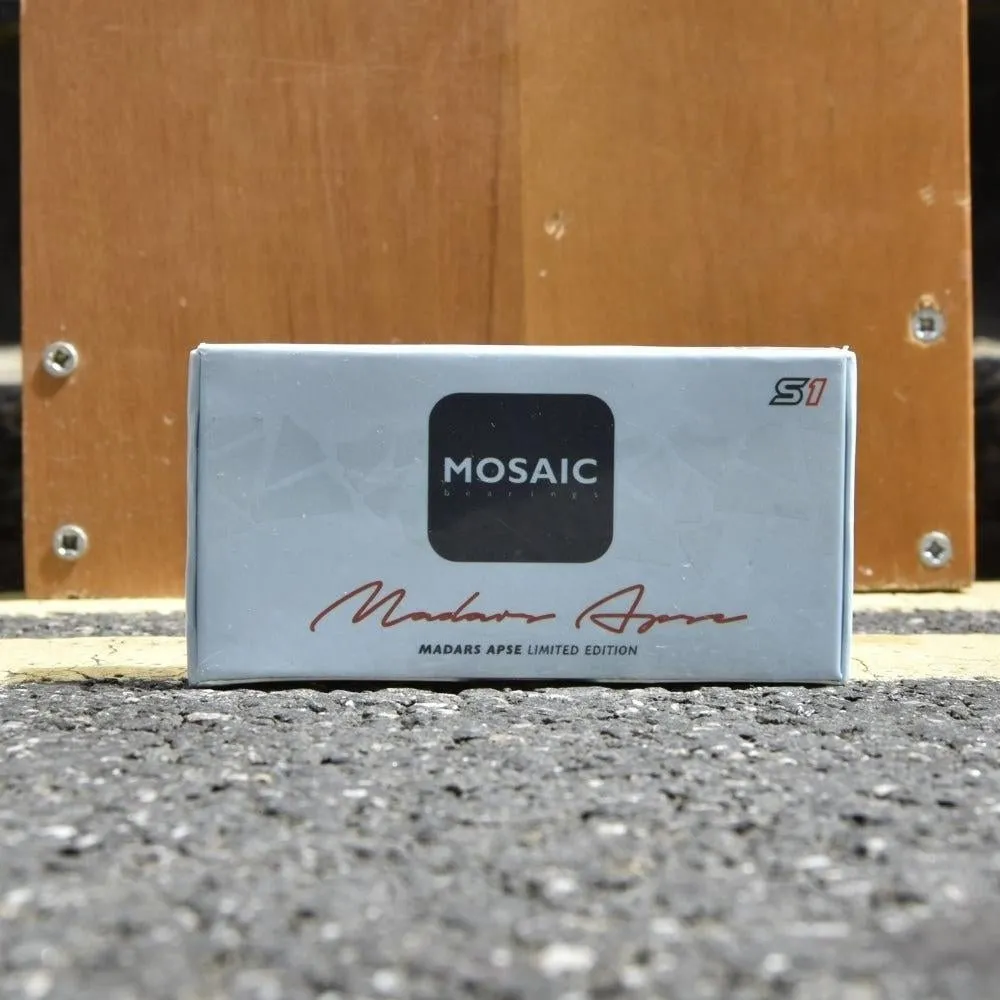 S1
MOSAIC
bearings
Madars Apse
MADARS APSE LIMITED EDITION